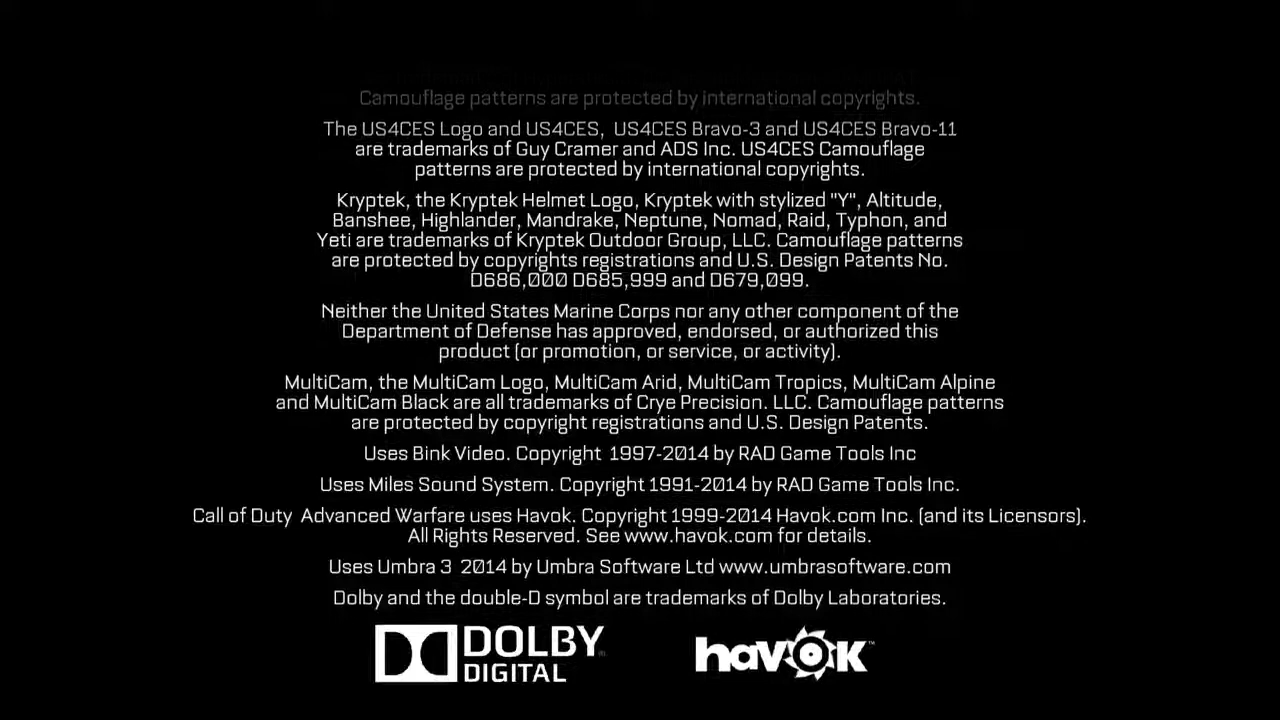 Camouflage patterns are protected by international copyrights.
The US4CES Logo and US4CES,  US4CES Bravo-3 and US4CES Bravo-11
are trademarks of Guy Cramer and ADS Inc. US4CES Camouflage
patterns are protected by international copyrights.
Kryptek, the Kryptek Helmet Logo, Kryptek with stylized "Y", Altitude,
Banshee, Highlander, Mandrake, Neptune, Nomad, Raid, Typhon, and
Yeti are trademarks of Kryptek Outdoor Group, LLC. Camouflage patterns
are protected by copyrights registrations and U.S. Design Patents No.
D686,000 D685,999 and D679,099.
Neither the United States Marine Corps nor any other component of the
Department of Defense has approved, endorsed, or authorized this
product (or promotion, or service, or activity).
MultiCam, the MultiCam Logo, MultiCam Arid, MultiCam Tropics, MultiCam Alpine
and MultiCam Black are all trademarks of Crye Precision. LLC. Camouflage patterns
are protected by copyright registrations and U.S. Design Patents.
Uses Bink Video. Copyright  1997-2014 by RAD Game Tools Inc
Uses Miles Sound System. Copyright 1991-2014 by RAD Game Tools Inc.
Call of Duty  Advanced Warfare uses Havok. Copyright 1999-2014 Havok.com Inc. (and its Licensors).
All Rights Reserved. See www.havok.com for details.
Uses Umbra 3  2014 by Umbra Software Ltd www.umbrasoftware.com
Dolby and the double-D symbol are trademarks of Dolby Laboratories.
DOLBY
DIGITAL
havok™